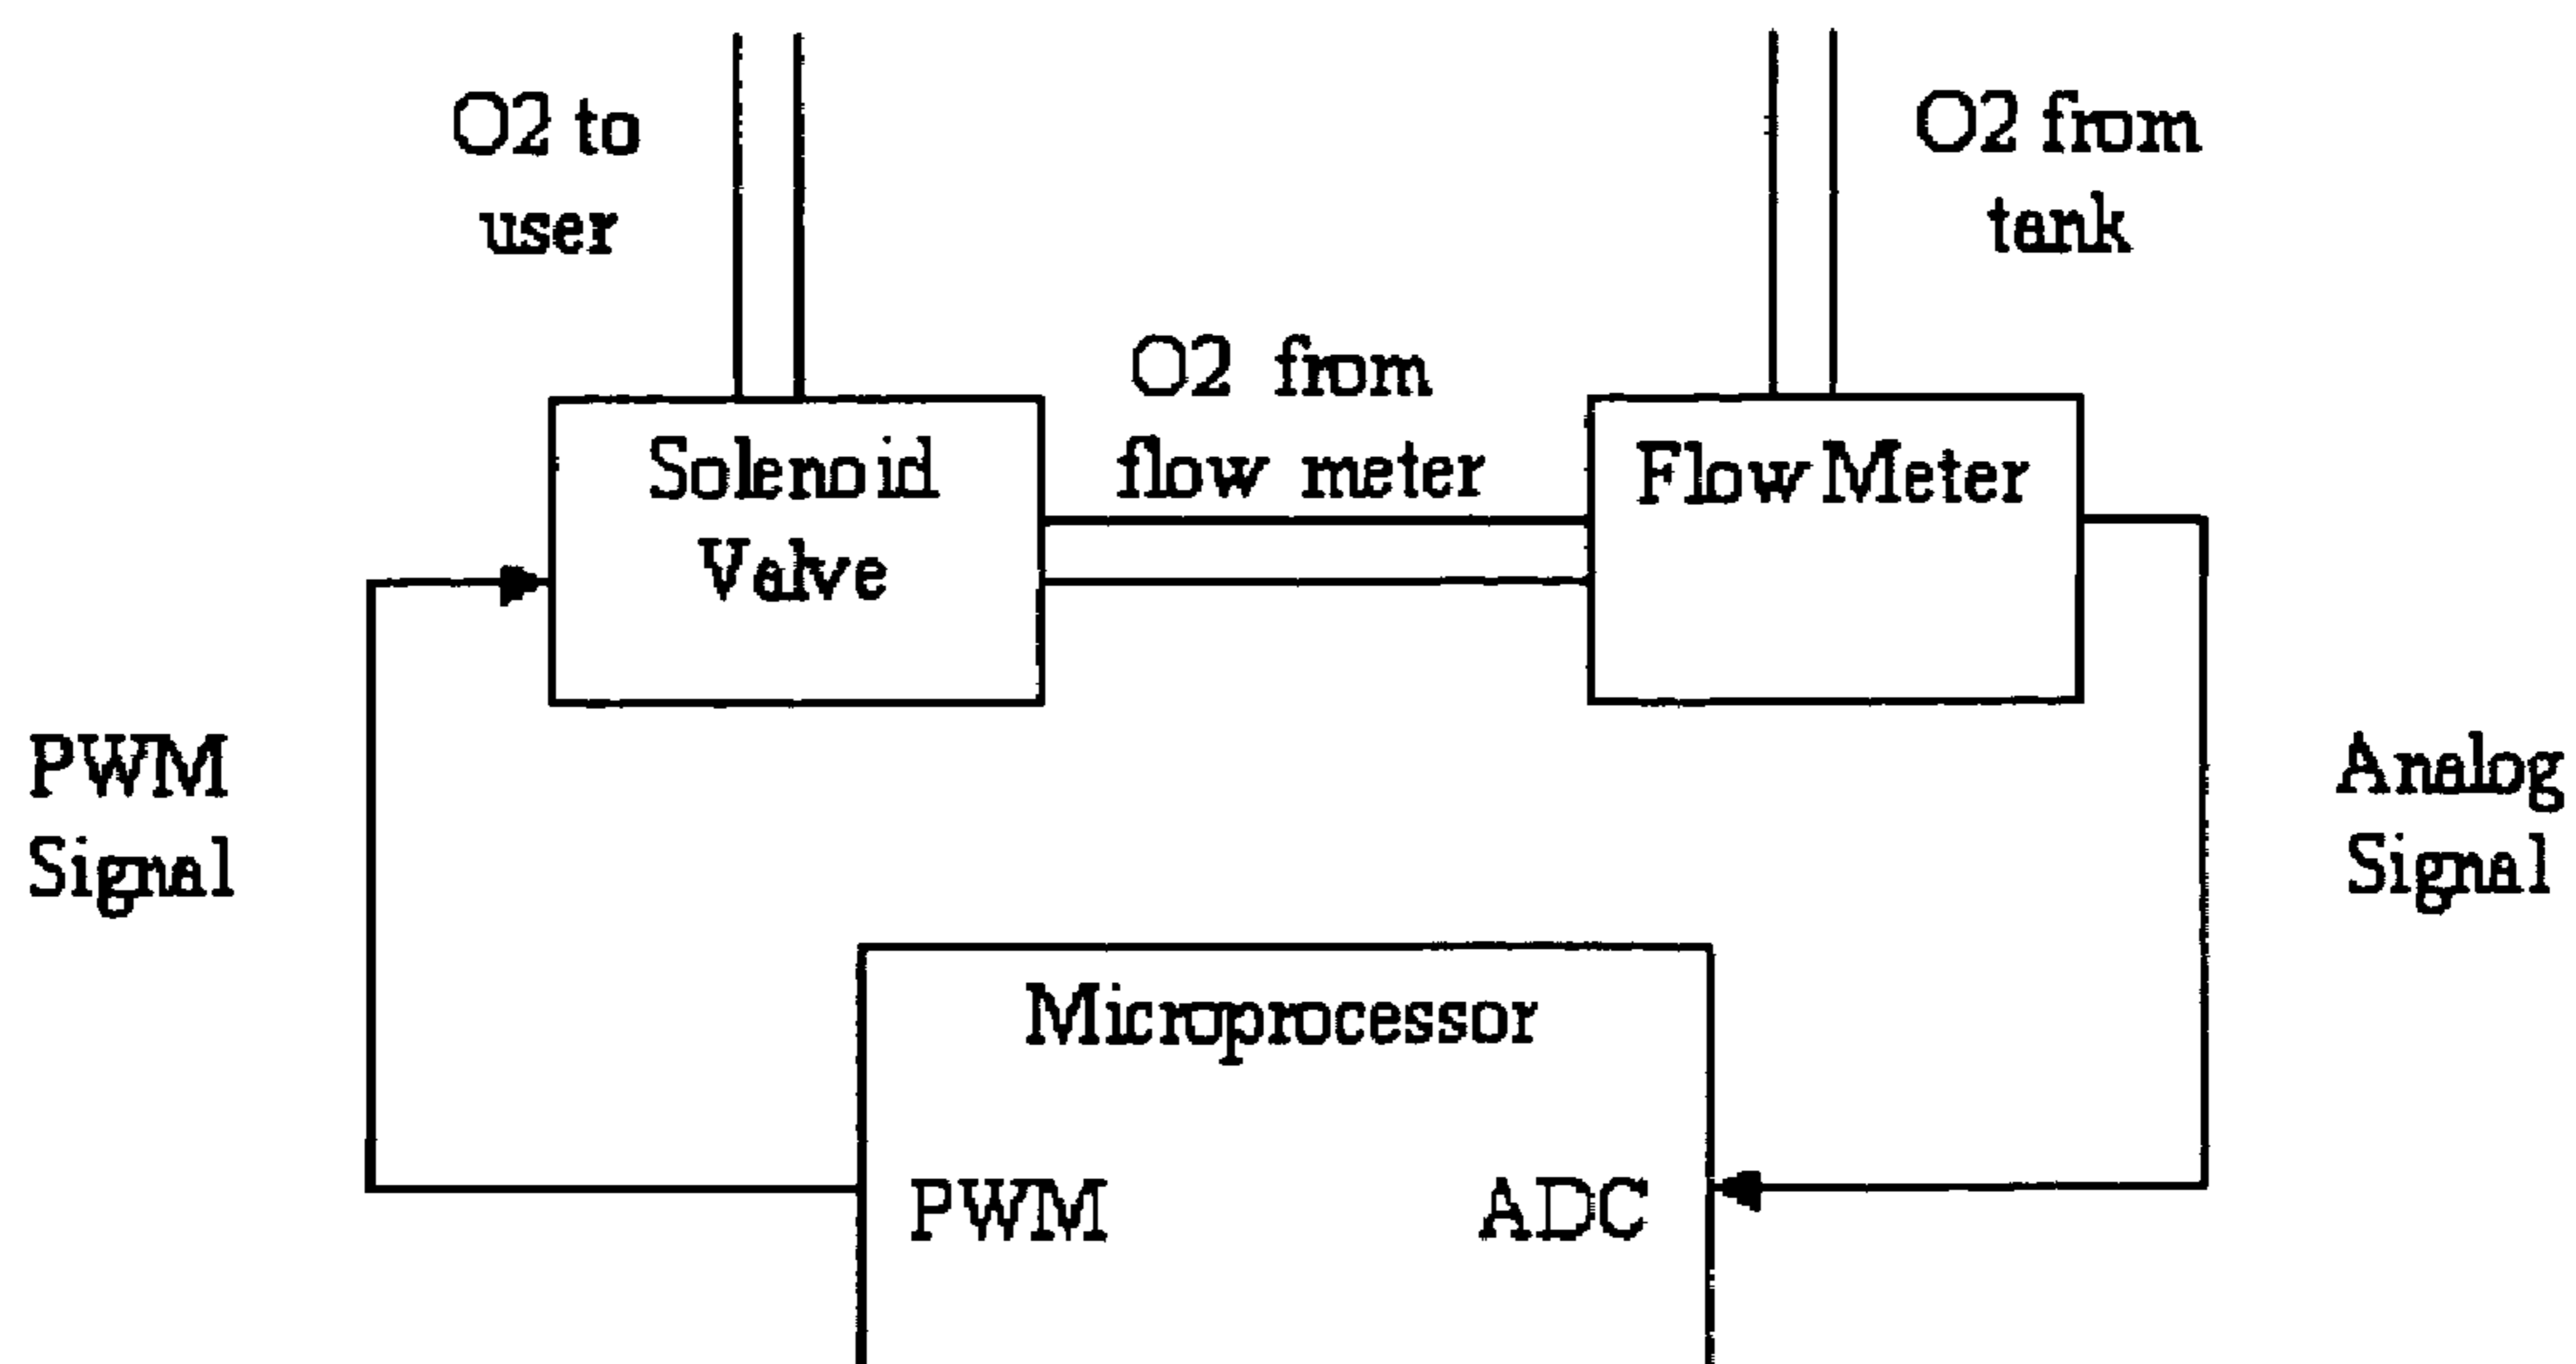 O2 to
user
O2 from
tank
O2 from
flow meter
Solenoid
Valve
Flow Meter
PWM
Signal
Analog
Signal
Microprocessor
PWM
ADC